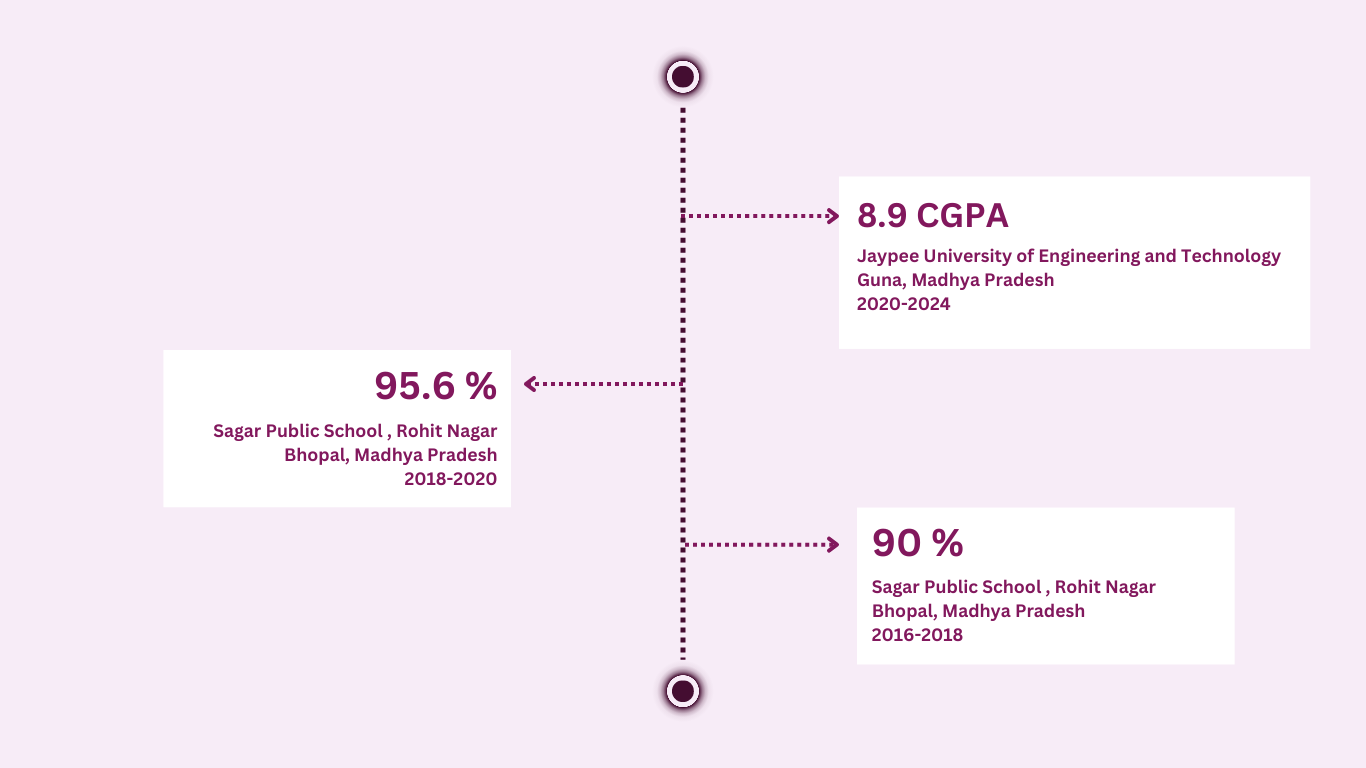 8.9 CGPA
Jaypee University of Engineering and Technology
Guna, Madhya Pradesh
2020-2024
95.6 %
Sagar Public School , Rohit Nagar
Bhopal, Madhya Pradesh
2018-2020
90 %
Sagar Public School , Rohit Nagar
Bhopal, Madhya Pradesh
2016-2018